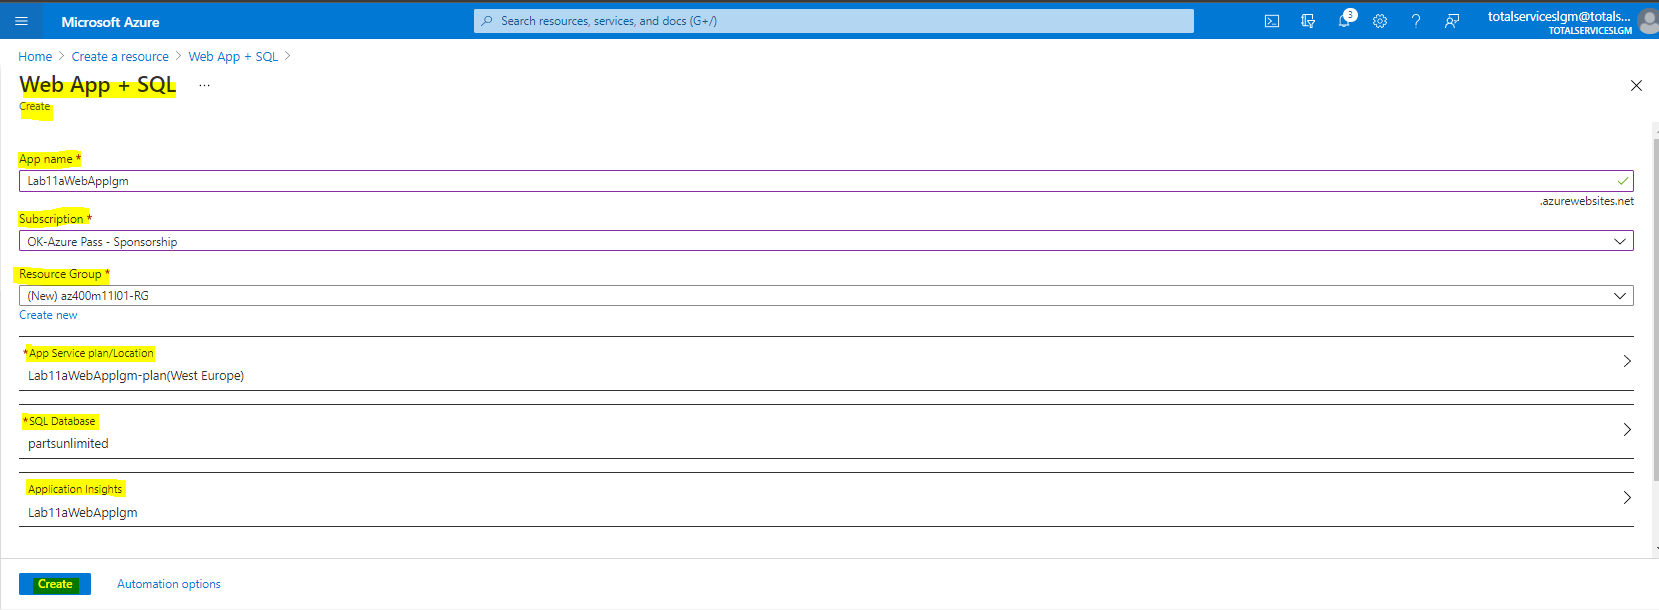 Microsoft Azure
Search resources, services, and docs (G+/)
3
totalserviceslgm@totals...
TOTALSERVICESLGM
Home > Create a resource > Web App + SQL >
Web App + SQL ...
Create
App name *
Lab11aWebApplgm
.azurewebsites.net
Subscription *
OK-Azure Pass - Sponsorship
Resource Group *
(New) az400m11l01-RG
Create new
*App Service plan/Location
Lab11aWebApplgm-plan(West Europe)
*SQL Database
partsunlimited
Application Insights
Lab11aWebApplgm
Create
Automation options